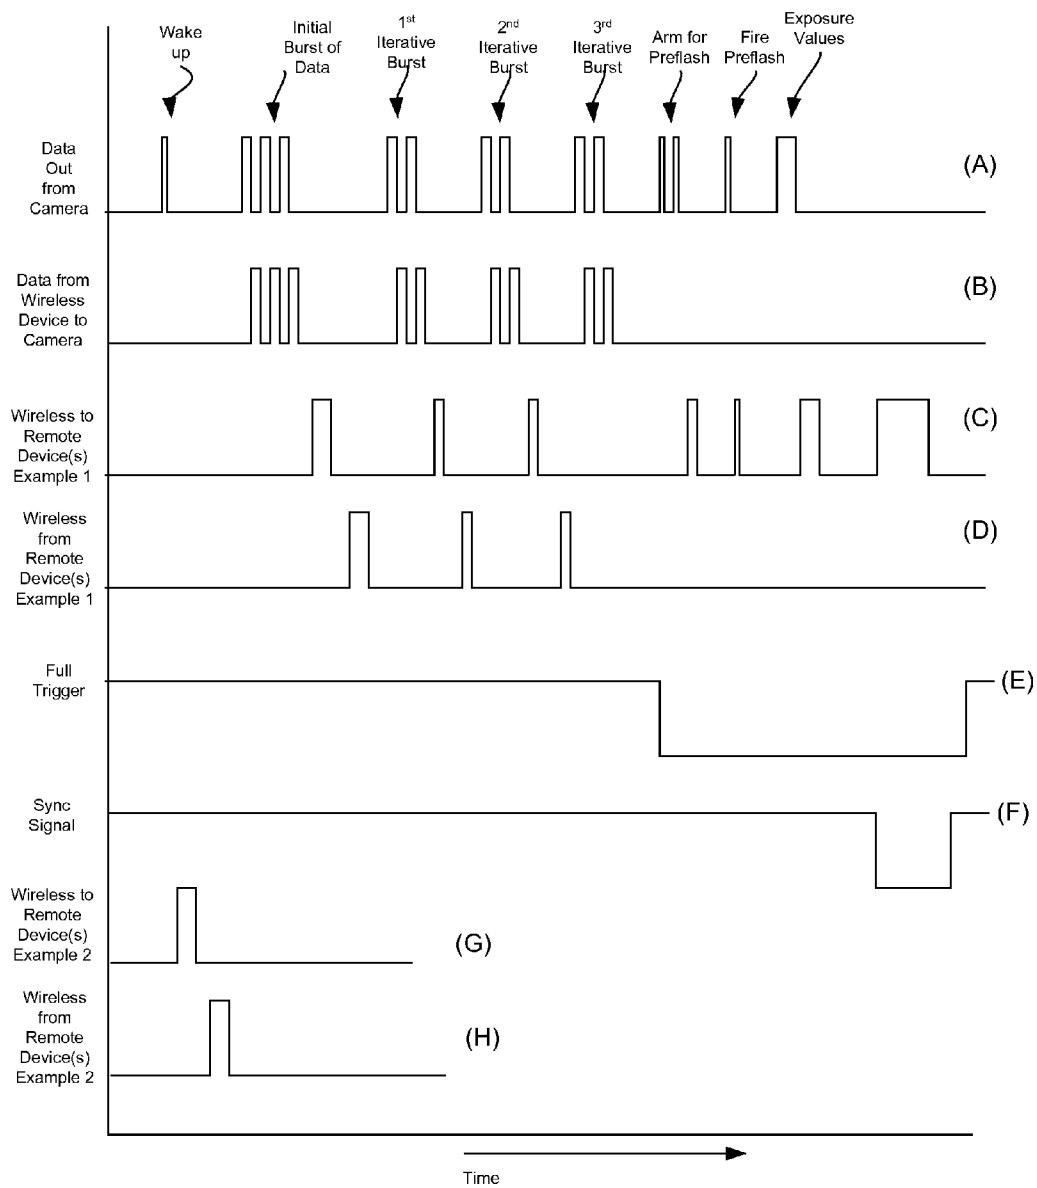 Wake
up
Initial
Burst of
Data
1st
Iterative
Burst
2nd
Iterative
Burst
3rd
Iterative
Burst
Arm for
Preflash
Fire
Preflash
Exposure
Values
Data
Out
from
Camera
(A)
Data from
Wireless
Device to
Camera
(B)
Wireless to
Remote
Device(s)
Example 1
(C)
Wireless
from
Remote
Device(s)
Example 1
(D)
Full
Trigger
(E)
Sync
Signal
(F)
Wireless to
Remote
Device(s)
Example 2
(G)
Wireless
from
Remote
Device(s)
Example 2
(H)
Time